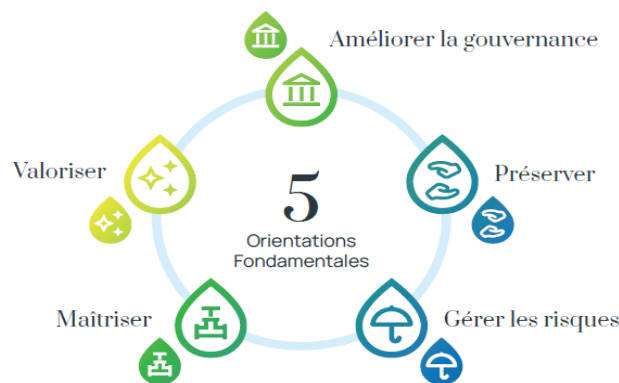 Améliorer la gouvernance
Valoriser
Préserver
5
Orientations
Fondamentales
Maîtriser
Gérer les risques